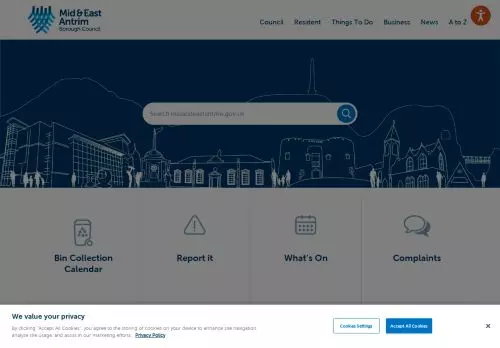 Mid & East
Antrim
Borough Council
Council
Resident
Things To Do
Business
News
A to Z
Search midandeastantrim.gov.uk
Bin Collection
Calendar
Report it
What's On
Complaints
We value your privacy
By clicking "Accept All Cookies", you agree to the storing of cookies on your device to enhance site navigation,
analyze site usage, and assist in our marketing efforts. Privacy Policy
Cookies Settings
Accept All Cookies